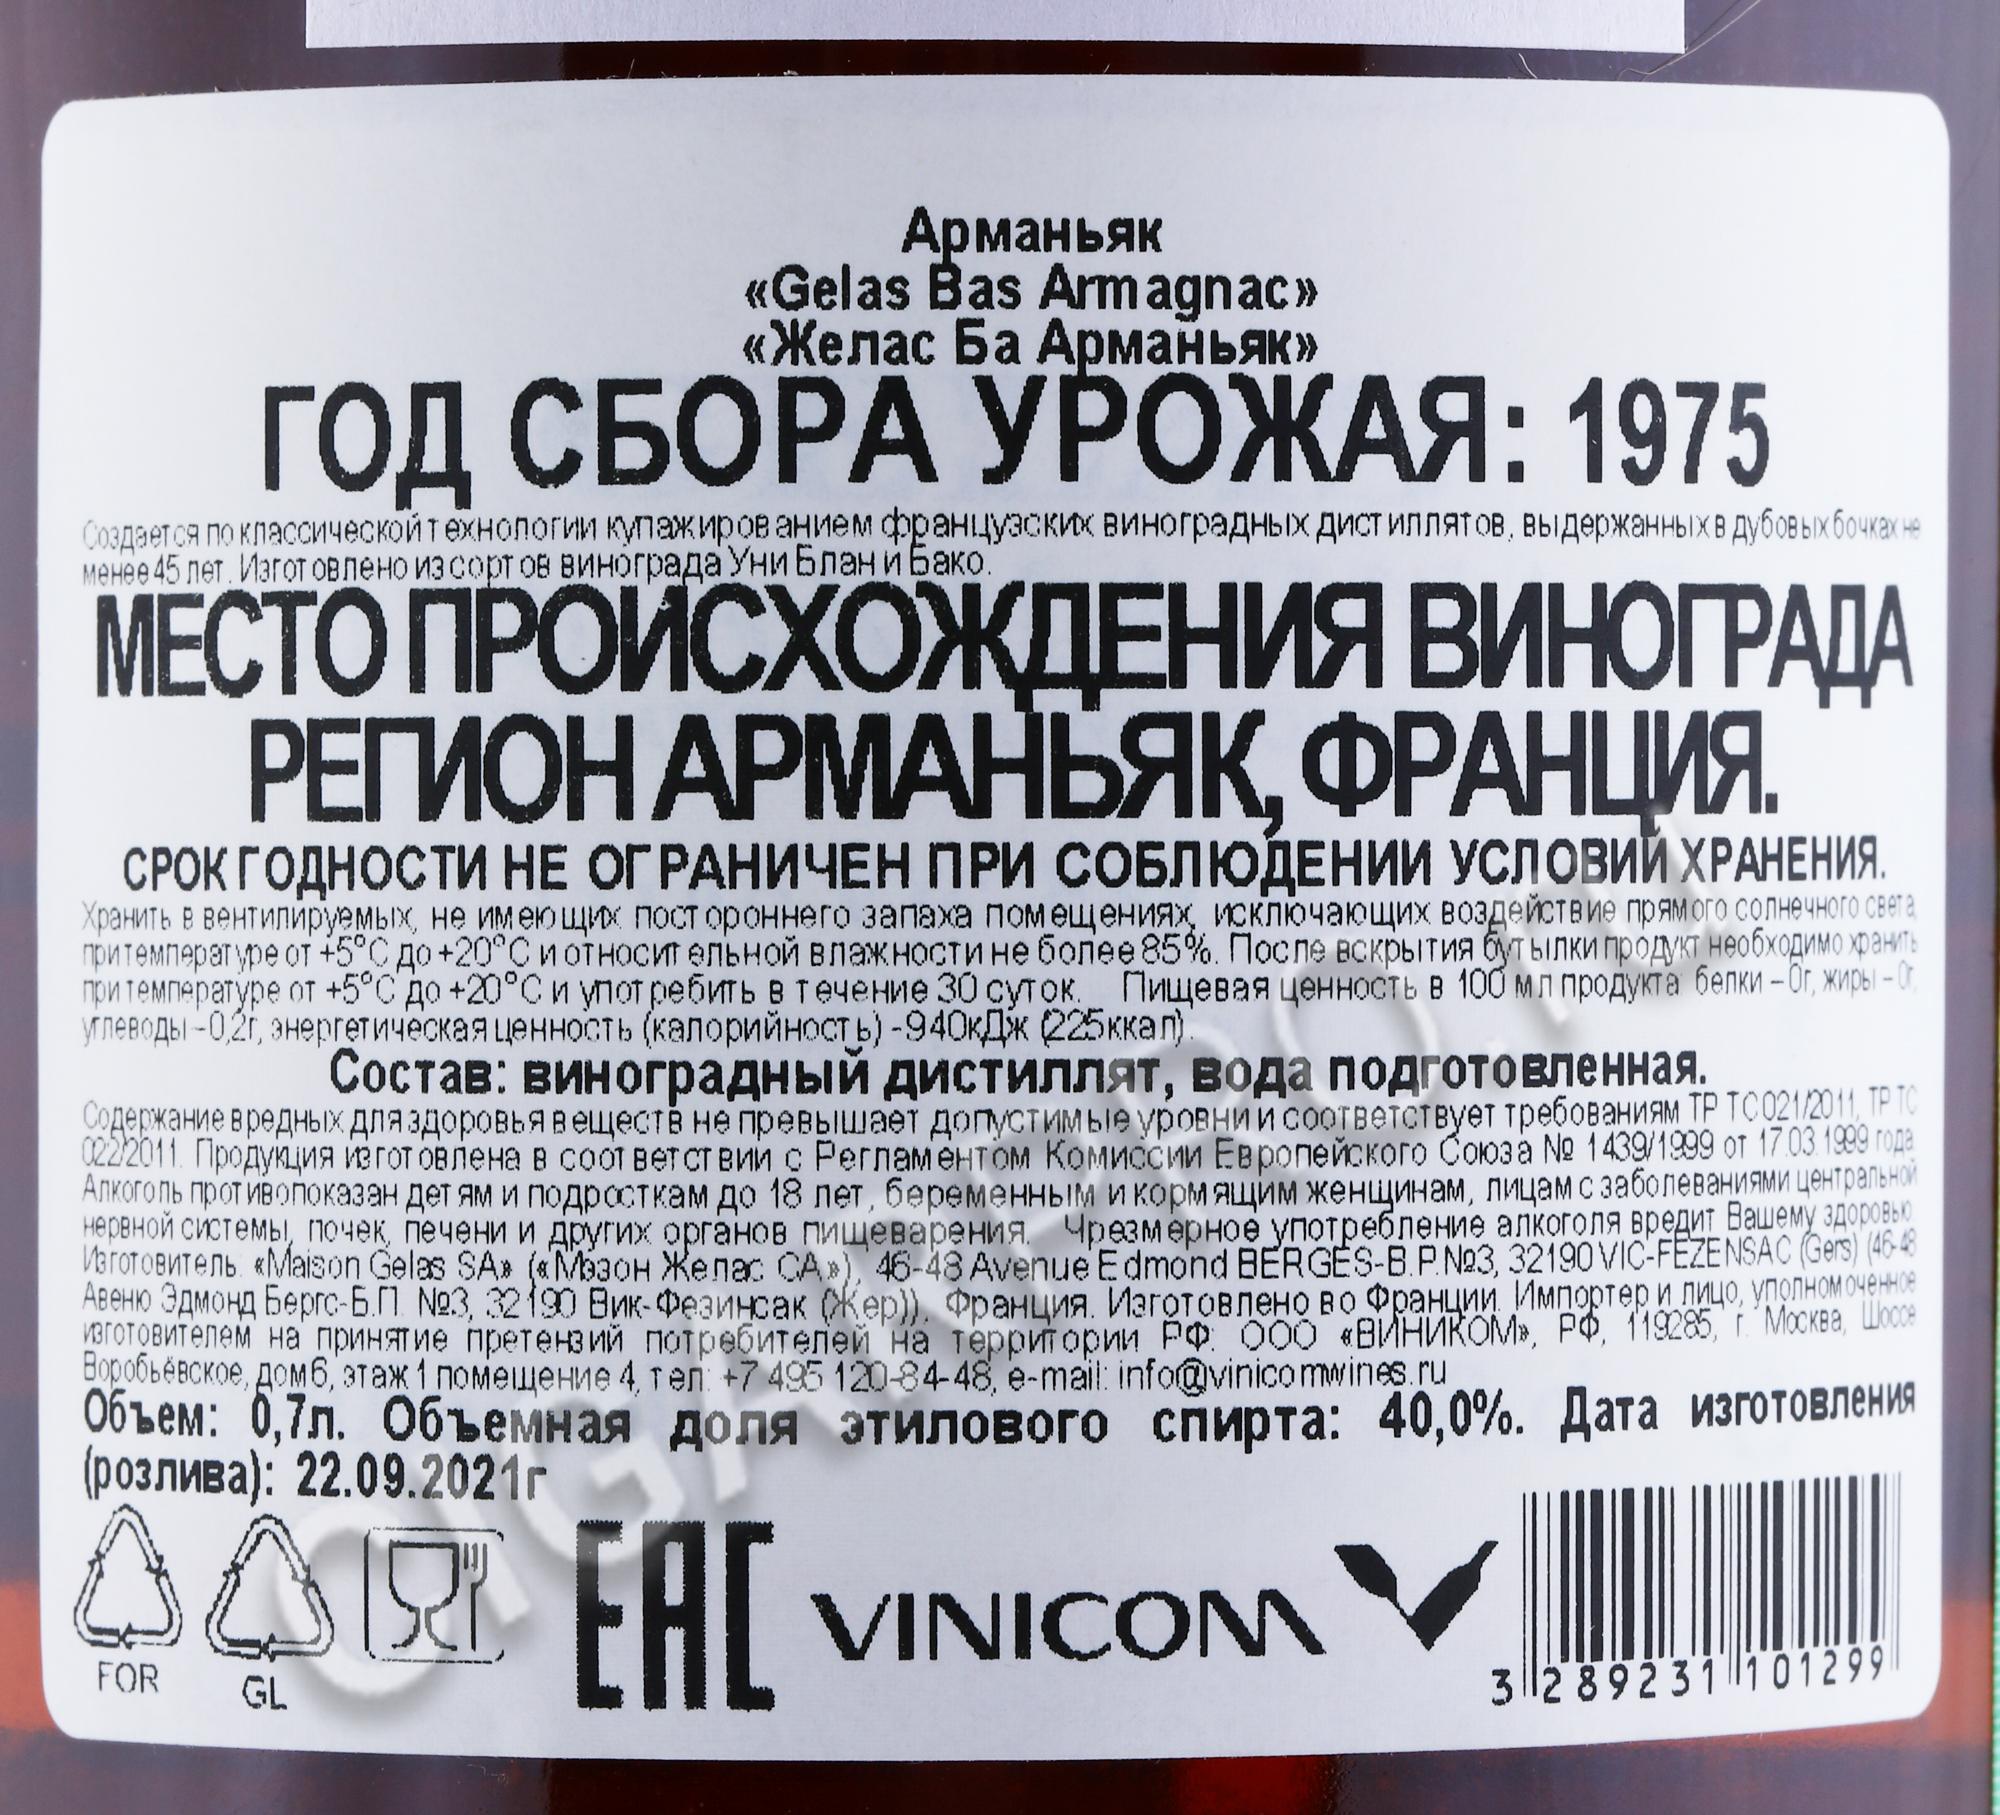 Арманьяк
«Gelas Bas Armagnac»
«Желас Ба Арманьяк»
ГОД СБОРА УРОЖАЯ: 1975
Создается по классической технологии купажированием французских виноградных дистиллятов, выдержанных в дубовых бочках не
менее 45 лет. Изготовлено из сортов винограда Уни Блан и Бако.
МЕСТО ПРОИСХОЖДЕНИЯ ВИНОГРАДА
РЕГИОН АРМАНЬЯК, ФРАНЦИЯ.
СРОК ГОДНОСТИ НЕ ОГРАНИЧЕН ПРИ СОБЛЮДЕНИИ УСЛОВИЙ ХРАНЕНИЯ.
Хранить в вентилируемых, не имеющих постороннего запаха помещениях, исключающих воздействие прямого солнечного света,
при температуре от +5°C до +20°C и относительной влажности не более 85%. После вскрытия бутылки продукт необходимо хранить
при температуре от +5°C до +20°C и употребить в течение 30 суток. Пищевая ценность в 100 мл продукта: белки – 0г, жиры – 0г,
углеводы – 0,2г, энергетическая ценность (калорийность) - 940кДж (225ккал).
Состав: виноградный дистиллят, вода подготовленная.
Содержание вредных для здоровья веществ не превышает допустимые уровни и соответствует требованиям ТР ТС 021/2011, ТР ТС
022/2011. Продукция изготовлена в соответствии с Регламентом Комиссии Европейского Союза № 1439/1999 от 17.03.1999 года
Алкоголь противопоказан детям и подросткам до 18 лет, беременным и кормящим женщинам, лицам с заболеваниями центральной
нервной системы, почек, печени и других органов пищеварения. Чрезмерное употребление алкоголя вредит Вашему здоровью
Изготовитель: «Maison Gelas SA» («Мэзон Желас СА»), 46-48 Avenue Edmond BERGES-B.P.№3, 32190 VIC-FEZENSAC (Gers) (46-48
Авеню Эдмонд Бергс-Б.П. №3, 32190 Вик-Фезинсак (Жер)), Франция. Изготовлено во Франции. Импортер и лицо, уполномоченное
изготовителем на принятие претензий потребителей на территории РФ: ООО «ВИНИКОМ», РФ, 119285, г. Москва, Шоссе
Воробьёвское, дом 6, этаж 1 помещение 4, тел: +7 495 120-84-48, e-mail: info@vinicomwines.ru
Объем: 0,7л. Объемная доля этилового спирта: 40,0%. Дата изготовления
(розлива): 22.09.2021г
FOR
GL
EAC
VINICOM
3 289231 101299
CIGARPRO.ru